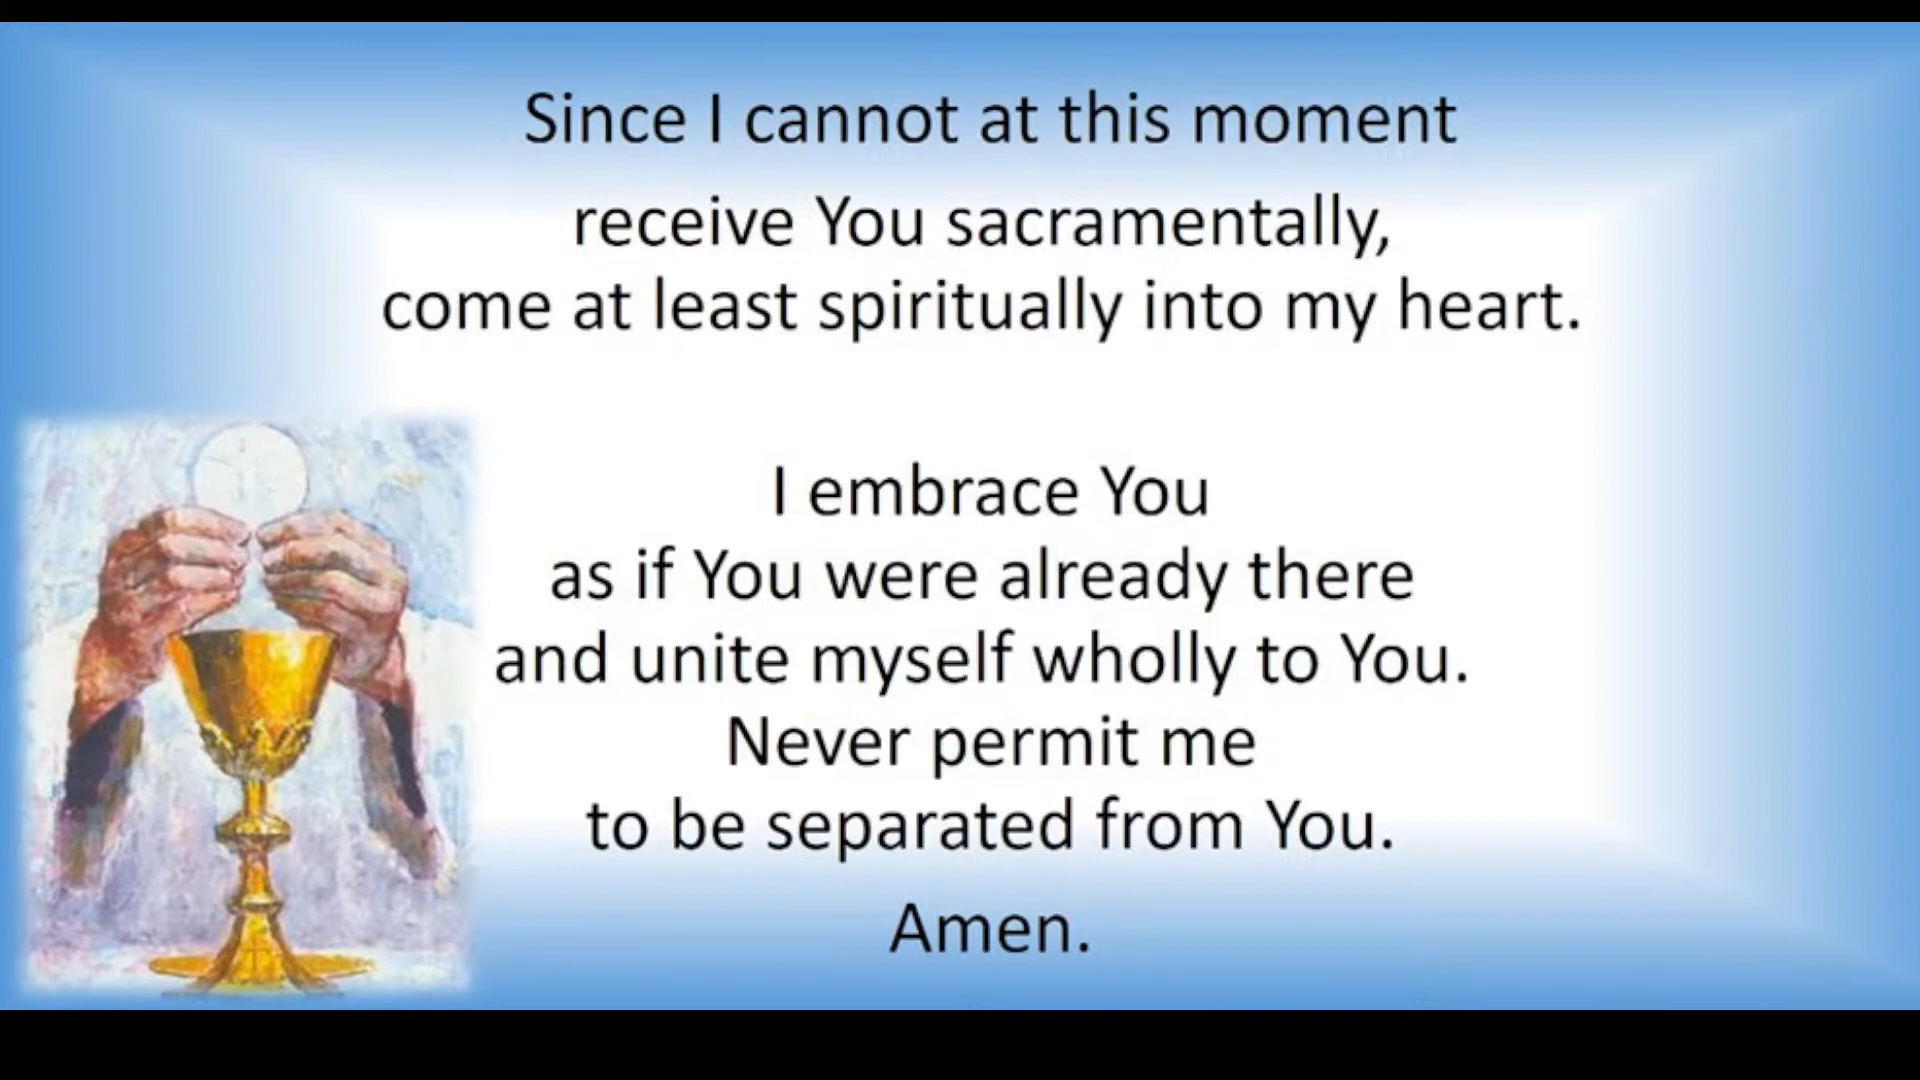 Since I cannot at this moment
receive You sacramentally,
come at least spiritually into my heart.
I embrace You
as if You were already there
and unite myself wholly to You.
Never permit me
to be separated from You.
Amen.